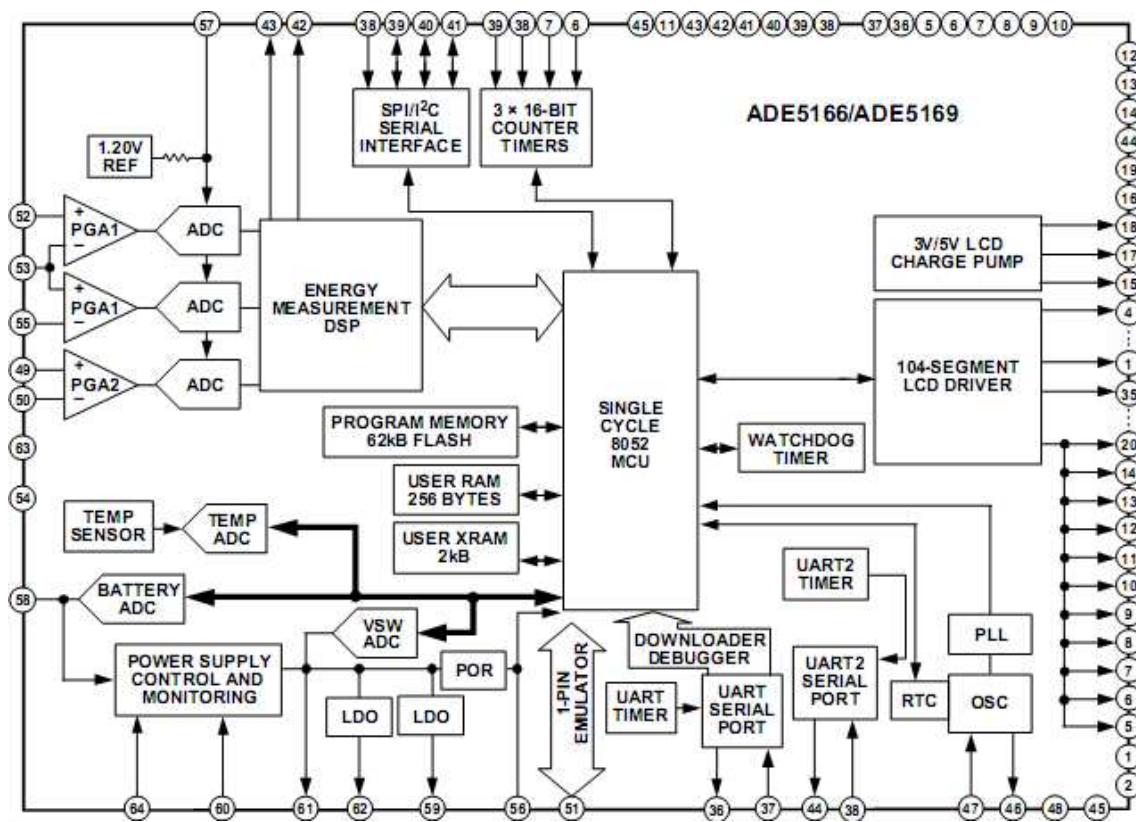 57 43 42 38 39 40 41 39 38 7 6 45 11 43 42 41 40 39 38 37 36 5 6 7 8 9 10
12
13
14
44
19
16
18
17
15
4
1
35
20
14
13
12
11
10
9
8
7
6
5
1
2
ADE5166/ADE5169
SPI/I2C
SERIAL
INTERFACE
3 × 16-BIT
COUNTER
TIMERS
1.20V
REF
52
53
55
49
50
63
54
58
+
PGA1
−
ADC
+
PGA1
−
ADC
+
PGA2
−
ADC
ENERGY
MEASUREMENT
DSP
3V/5V LCD
CHARGE PUMP
104-SEGMENT
LCD DRIVER
SINGLE
CYCLE
8052
MCU
PROGRAM MEMORY
62kB FLASH
WATCHDOG
TIMER
USER RAM
256 BYTES
USER XRAM
2kB
TEMP
SENSOR
TEMP
ADC
BATTERY
ADC
VSW
ADC
UART2
TIMER
POWER SUPPLY
CONTROL AND
MONITORING
POR
LDO
LDO
1-PIN
EMULATOR
DOWNLOADER
DEBUGGER
UART
TIMER
UART
SERIAL
PORT
UART2
SERIAL
PORT
PLL
RTC
OSC
64 60 61 62 59 56 51 36 37 44 38 47 46 48 45